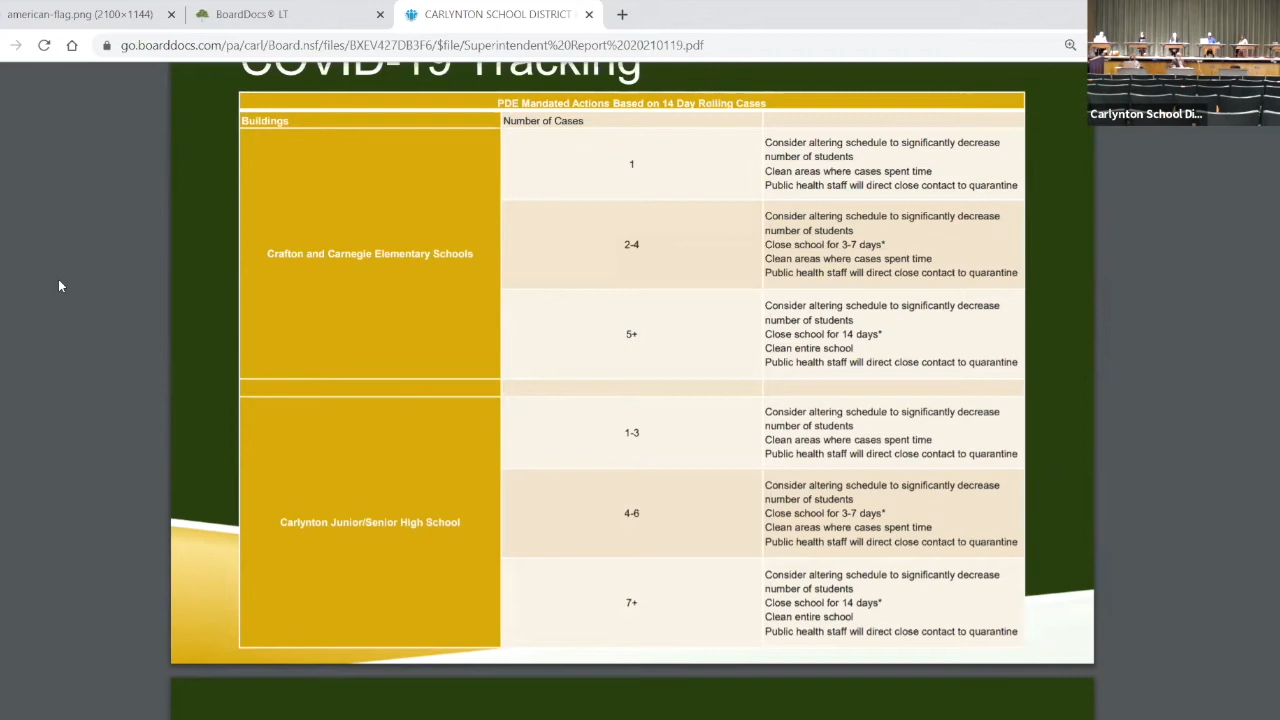 american-flag.png (2100×1144)
BoardDocs® LT
CARLYNTON SCHOOL DISTRICT
go.boarddocs.com/pa/carl/Board.nsf/files/BXEV427DB3F6/$file/Superintendent%20Report%2020210119.pdf
Carlynton School Di...
COVID-19 Tracking
PDE Mandated Actions Based on 14 Day Rolling Cases
Buildings
Number of Cases
Crafton and Carnegie Elementary Schools
1
Consider altering schedule to significantly decrease
number of students
Clean areas where cases spent time
Public health staff will direct close contact to quarantine
2-4
Consider altering schedule to significantly decrease
number of students
Close school for 3-7 days*
Clean areas where cases spent time
Public health staff will direct close contact to quarantine
5+
Consider altering schedule to significantly decrease
number of students
Close school for 14 days*
Clean entire school
Public health staff will direct close contact to quarantine
Carlynton Junior/Senior High School
1-3
Consider altering schedule to significantly decrease
number of students
Clean areas where cases spent time
Public health staff will direct close contact to quarantine
4-6
Consider altering schedule to significantly decrease
number of students
Close school for 3-7 days*
Clean areas where cases spent time
Public health staff will direct close contact to quarantine
7+
Consider altering schedule to significantly decrease
number of students
Close school for 14 days*
Clean entire school
Public health staff will direct close contact to quarantine